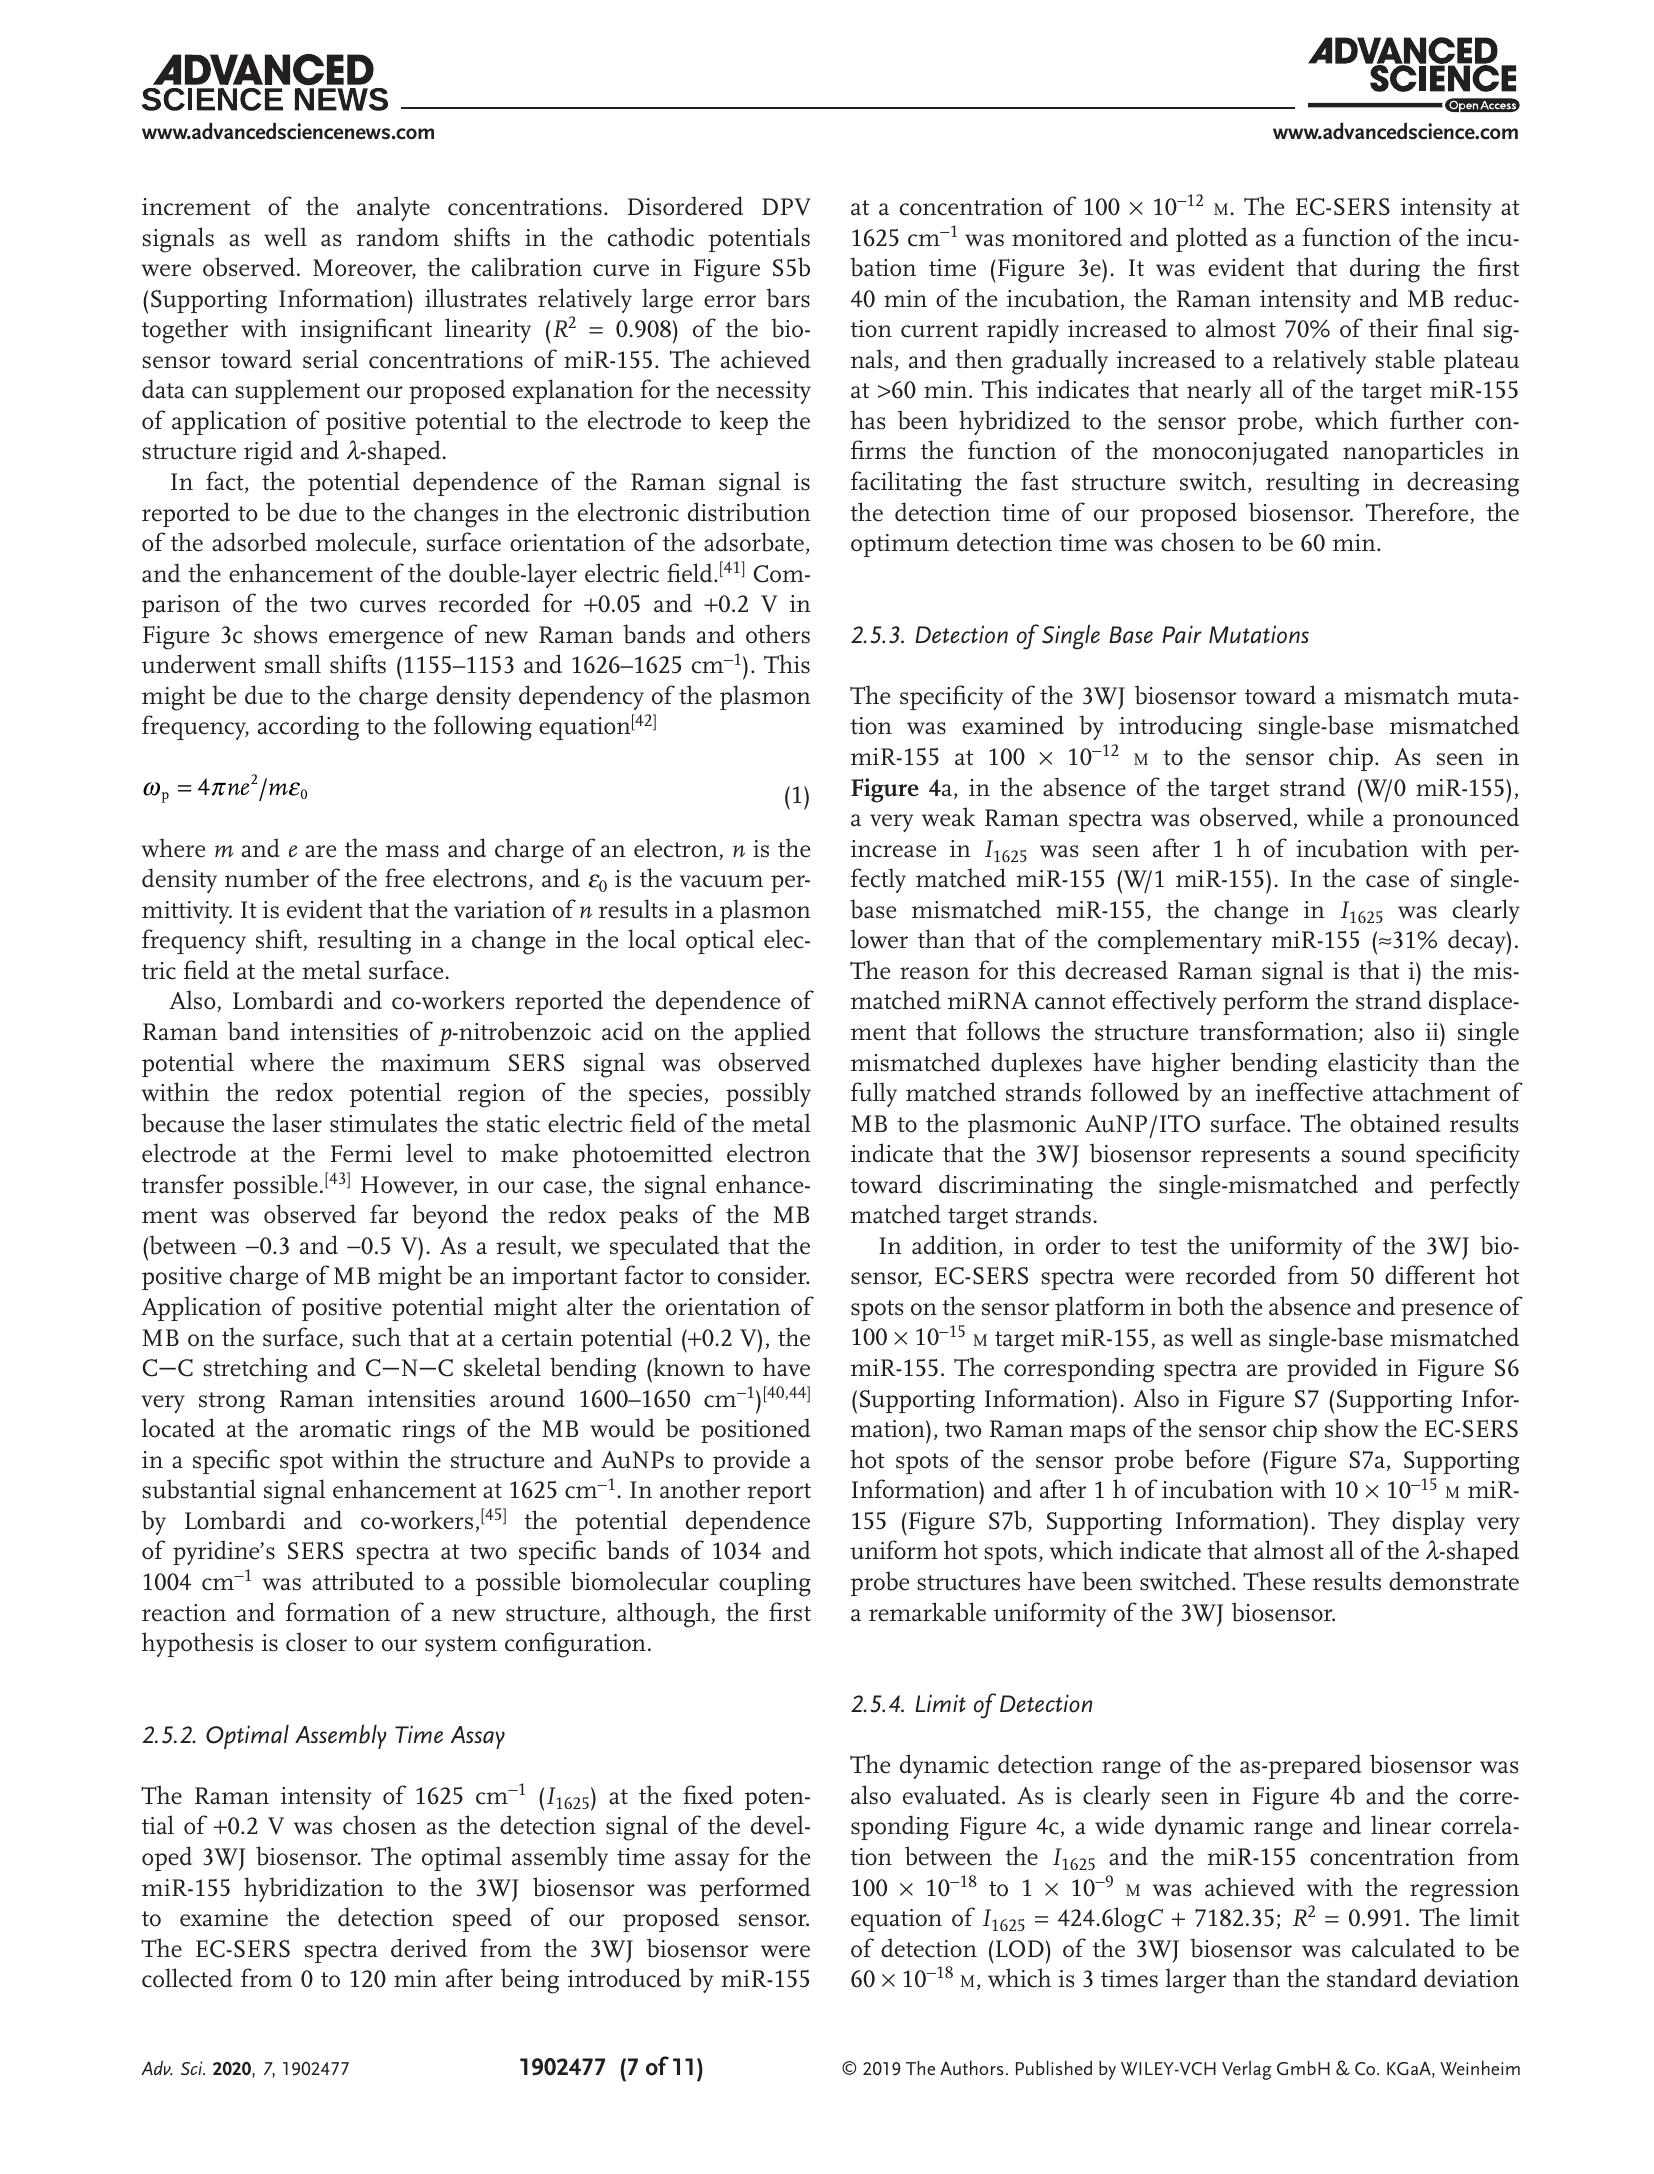 ADVANCED
SCIENCE NEWS
www.advancedsciencenews.com
ADVANCED
SCIENCE
Open Access
www.advancedscience.com
increment of the analyte concentrations. Disordered DPV
signals as well as random shifts in the cathodic potentials
were observed. Moreover, the calibration curve in Figure S5b
(Supporting Information) illustrates relatively large error bars
together with insignificant linearity (R² = 0.908) of the bio-
sensor toward serial concentrations of miR-155. The achieved
data can supplement our proposed explanation for the necessity
of application of positive potential to the electrode to keep the
structure rigid and λ-shaped.
In fact, the potential dependence of the Raman signal is
reported to be due to the changes in the electronic distribution
of the adsorbed molecule, surface orientation of the adsorbate,
and the enhancement of the double-layer electric field.[41] Com-
parison of the two curves recorded for +0.05 and +0.2 V in
Figure 3c shows emergence of new Raman bands and others
underwent small shifts (1155–1153 and 1626–1625 cm⁻¹). This
might be due to the charge density dependency of the plasmon
frequency, according to the following equation[42]
ωₚ = 4πne²/mε₀ (1)
where m and e are the mass and charge of an electron, n is the
density number of the free electrons, and ε₀ is the vacuum per-
mittivity. It is evident that the variation of n results in a plasmon
frequency shift, resulting in a change in the local optical elec-
tric field at the metal surface.
Also, Lombardi and co-workers reported the dependence of
Raman band intensities of p-nitrobenzoic acid on the applied
potential where the maximum SERS signal was observed
within the redox potential region of the species, possibly
because the laser stimulates the static electric field of the metal
electrode at the Fermi level to make photoemitted electron
transfer possible.[43] However, in our case, the signal enhance-
ment was observed far beyond the redox peaks of the MB
(between –0.3 and –0.5 V). As a result, we speculated that the
positive charge of MB might be an important factor to consider.
Application of positive potential might alter the orientation of
MB on the surface, such that at a certain potential (+0.2 V), the
C−C stretching and C−N−C skeletal bending (known to have
very strong Raman intensities around 1600–1650 cm⁻¹)[40,44]
located at the aromatic rings of the MB would be positioned
in a specific spot within the structure and AuNPs to provide a
substantial signal enhancement at 1625 cm⁻¹. In another report
by Lombardi and co-workers,[45] the potential dependence
of pyridine's SERS spectra at two specific bands of 1034 and
1004 cm⁻¹ was attributed to a possible biomolecular coupling
reaction and formation of a new structure, although, the first
hypothesis is closer to our system configuration.
2.5.2. Optimal Assembly Time Assay
The Raman intensity of 1625 cm⁻¹ (I₁₆₂₅) at the fixed poten-
tial of +0.2 V was chosen as the detection signal of the devel-
oped 3WJ biosensor. The optimal assembly time assay for the
miR-155 hybridization to the 3WJ biosensor was performed
to examine the detection speed of our proposed sensor.
The EC-SERS spectra derived from the 3WJ biosensor were
collected from 0 to 120 min after being introduced by miR-155
at a concentration of 100 × 10⁻¹² M. The EC-SERS intensity at
1625 cm⁻¹ was monitored and plotted as a function of the incu-
bation time (Figure 3e). It was evident that during the first
40 min of the incubation, the Raman intensity and MB reduc-
tion current rapidly increased to almost 70% of their final sig-
nals, and then gradually increased to a relatively stable plateau
at >60 min. This indicates that nearly all of the target miR-155
has been hybridized to the sensor probe, which further con-
firms the function of the monoconjugated nanoparticles in
facilitating the fast structure switch, resulting in decreasing
the detection time of our proposed biosensor. Therefore, the
optimum detection time was chosen to be 60 min.
2.5.3. Detection of Single Base Pair Mutations
The specificity of the 3WJ biosensor toward a mismatch muta-
tion was examined by introducing single-base mismatched
miR-155 at 100 × 10⁻¹² M to the sensor chip. As seen in
Figure 4a, in the absence of the target strand (W/0 miR-155),
a very weak Raman spectra was observed, while a pronounced
increase in I₁₆₂₅ was seen after 1 h of incubation with per-
fectly matched miR-155 (W/1 miR-155). In the case of single-
base mismatched miR-155, the change in I₁₆₂₅ was clearly
lower than that of the complementary miR-155 (≈31% decay).
The reason for this decreased Raman signal is that i) the mis-
matched miRNA cannot effectively perform the strand displace-
ment that follows the structure transformation; also ii) single
mismatched duplexes have higher bending elasticity than the
fully matched strands followed by an ineffective attachment of
MB to the plasmonic AuNP/ITO surface. The obtained results
indicate that the 3WJ biosensor represents a sound specificity
toward discriminating the single-mismatched and perfectly
matched target strands.
In addition, in order to test the uniformity of the 3WJ bio-
sensor, EC-SERS spectra were recorded from 50 different hot
spots on the sensor platform in both the absence and presence of
100 × 10⁻¹⁵ M target miR-155, as well as single-base mismatched
miR-155. The corresponding spectra are provided in Figure S6
(Supporting Information). Also in Figure S7 (Supporting Infor-
mation), two Raman maps of the sensor chip show the EC-SERS
hot spots of the sensor probe before (Figure S7a, Supporting
Information) and after 1 h of incubation with 10 × 10⁻¹⁵ M miR-
155 (Figure S7b, Supporting Information). They display very
uniform hot spots, which indicate that almost all of the λ-shaped
probe structures have been switched. These results demonstrate
a remarkable uniformity of the 3WJ biosensor.
2.5.4. Limit of Detection
The dynamic detection range of the as-prepared biosensor was
also evaluated. As is clearly seen in Figure 4b and the corre-
sponding Figure 4c, a wide dynamic range and linear correla-
tion between the I₁₆₂₅ and the miR-155 concentration from
100 × 10⁻¹⁸ to 1 × 10⁻⁹ M was achieved with the regression
equation of I₁₆₂₅ = 424.6logC + 7182.35; R² = 0.991. The limit
of detection (LOD) of the 3WJ biosensor was calculated to be
60 × 10⁻¹⁸ M, which is 3 times larger than the standard deviation
Adv. Sci. 2020, 7, 1902477
1902477 (7 of 11)
© 2019 The Authors. Published by WILEY-VCH Verlag GmbH & Co. KGaA, Weinheim